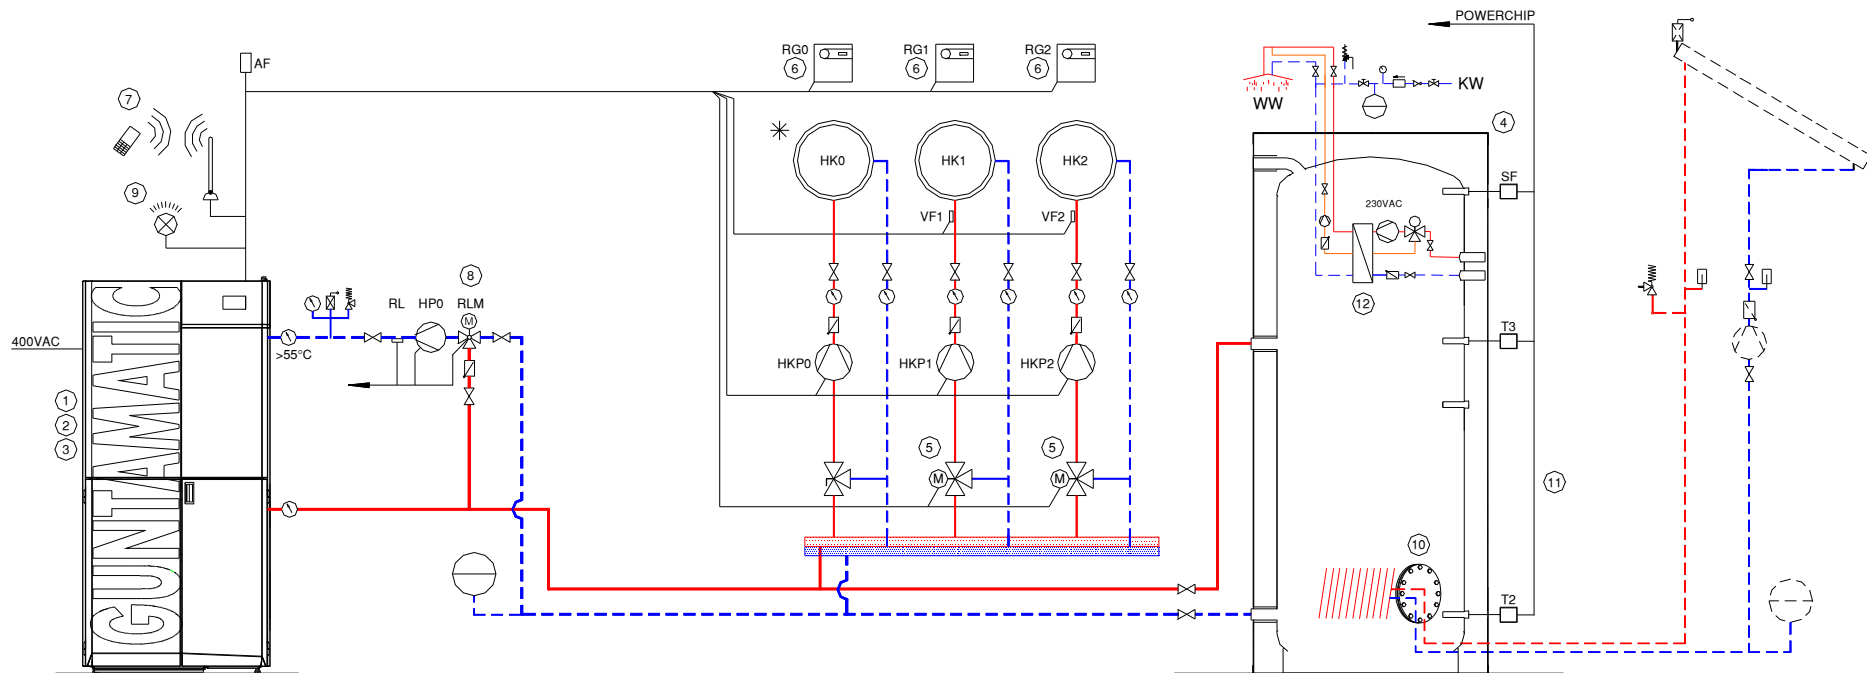 POWERCHIP
RG0
RG1
RG2
6
6
6
AF
7
KW
WW
4
HK0
HK1
HK2
SF
9
VF1
VF2
230VAC
8
RL
HP0
RLM
M
12
400VAC
>55°C
T3
HKP0
HKP1
HKP2
1
2
3
5
5
M
M
11
GUNTAMATIC
10
T2